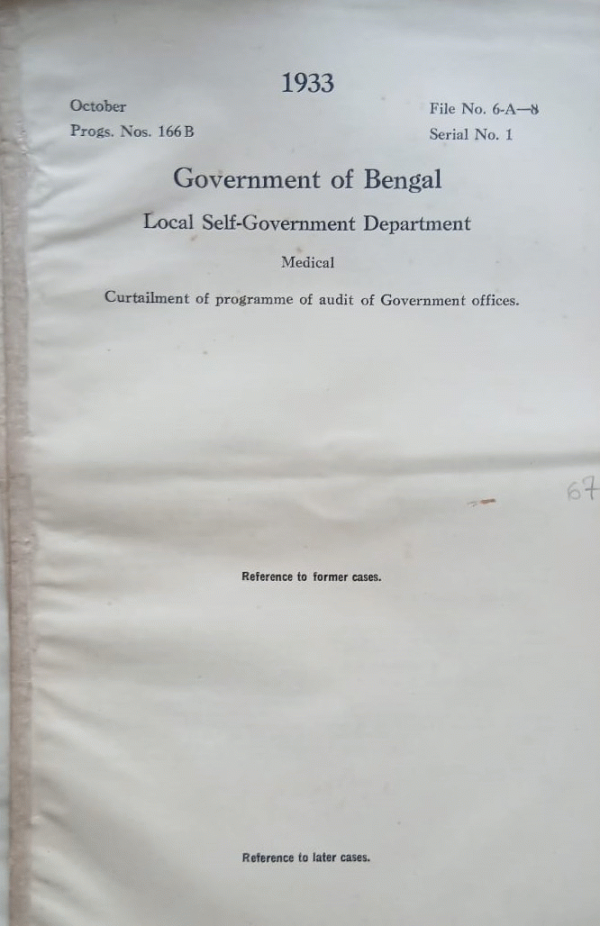 1933
October
File No. 6-A—8
Progs. Nos. 166 B
Serial No. 1
Government of Bengal
Local Self-Government Department
Medical
Curtailment of programme of audit of Government offices.
67
Reference to former cases.
Reference to later cases.